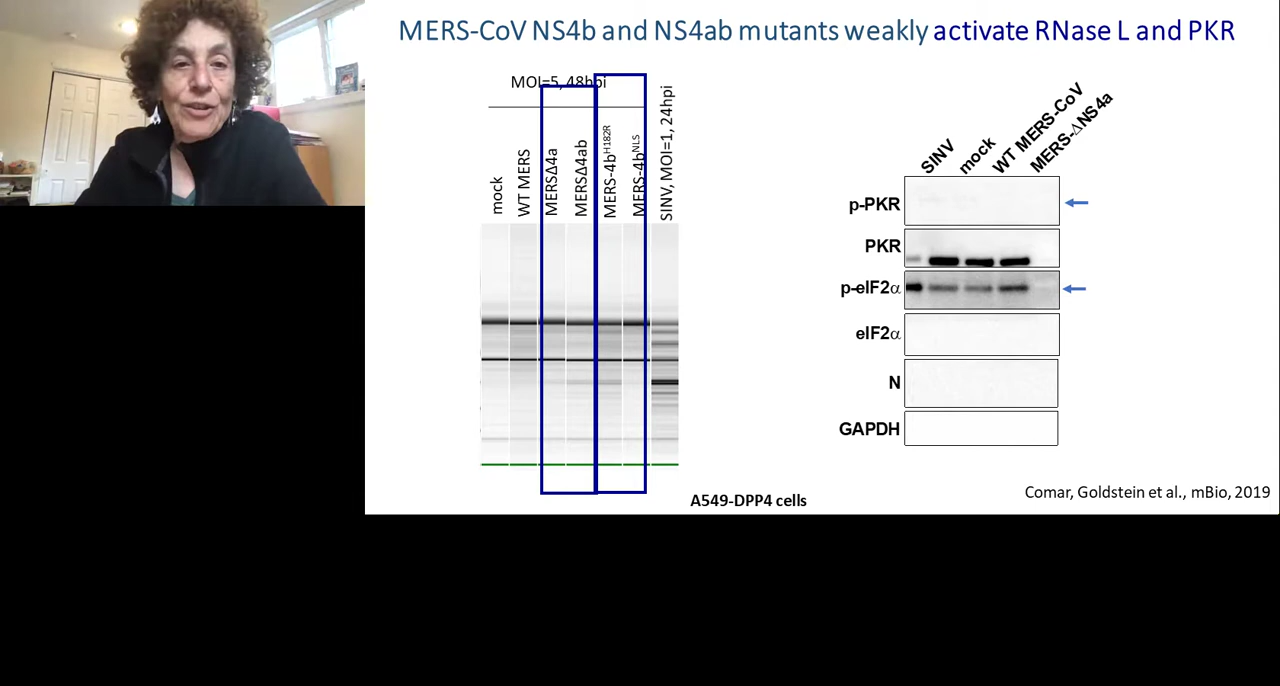 MERS-CoV NS4b and NS4ab mutants weakly activate RNase L and PKR
MOI=5, 48hpi
mock
WT MERS
MERSΔ4a
MERSΔ4ab
MERS-4bH182R
MERS-4bNLS
SINV, MOI=1, 24hpi
SINV
mock
WT MERS-CoV
MERS-ΔNS4a
p-PKR
PKR
p-eIF2α
eIF2α
N
GAPDH
Comar, Goldstein et al., mBio, 2019
A549-DPP4 cells